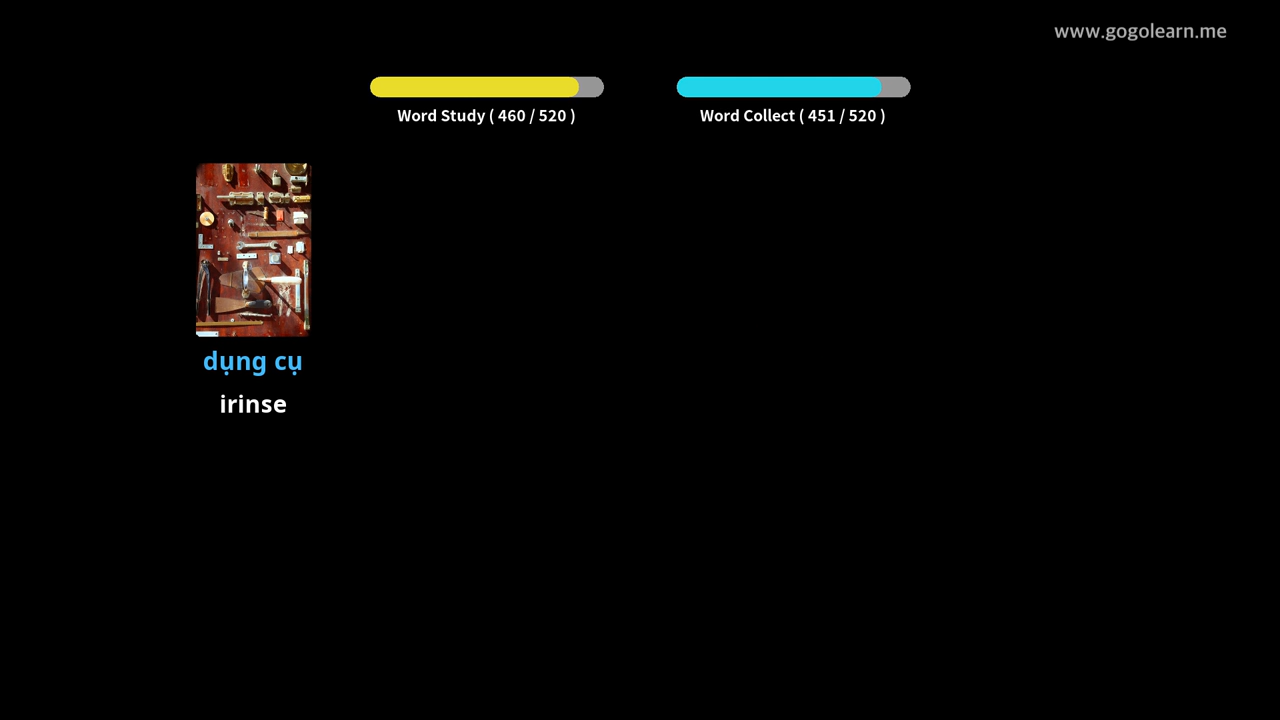 www.gogolearn.me
Word Study ( 460 / 520 )
Word Collect ( 451 / 520 )
dụng cụ
irinse